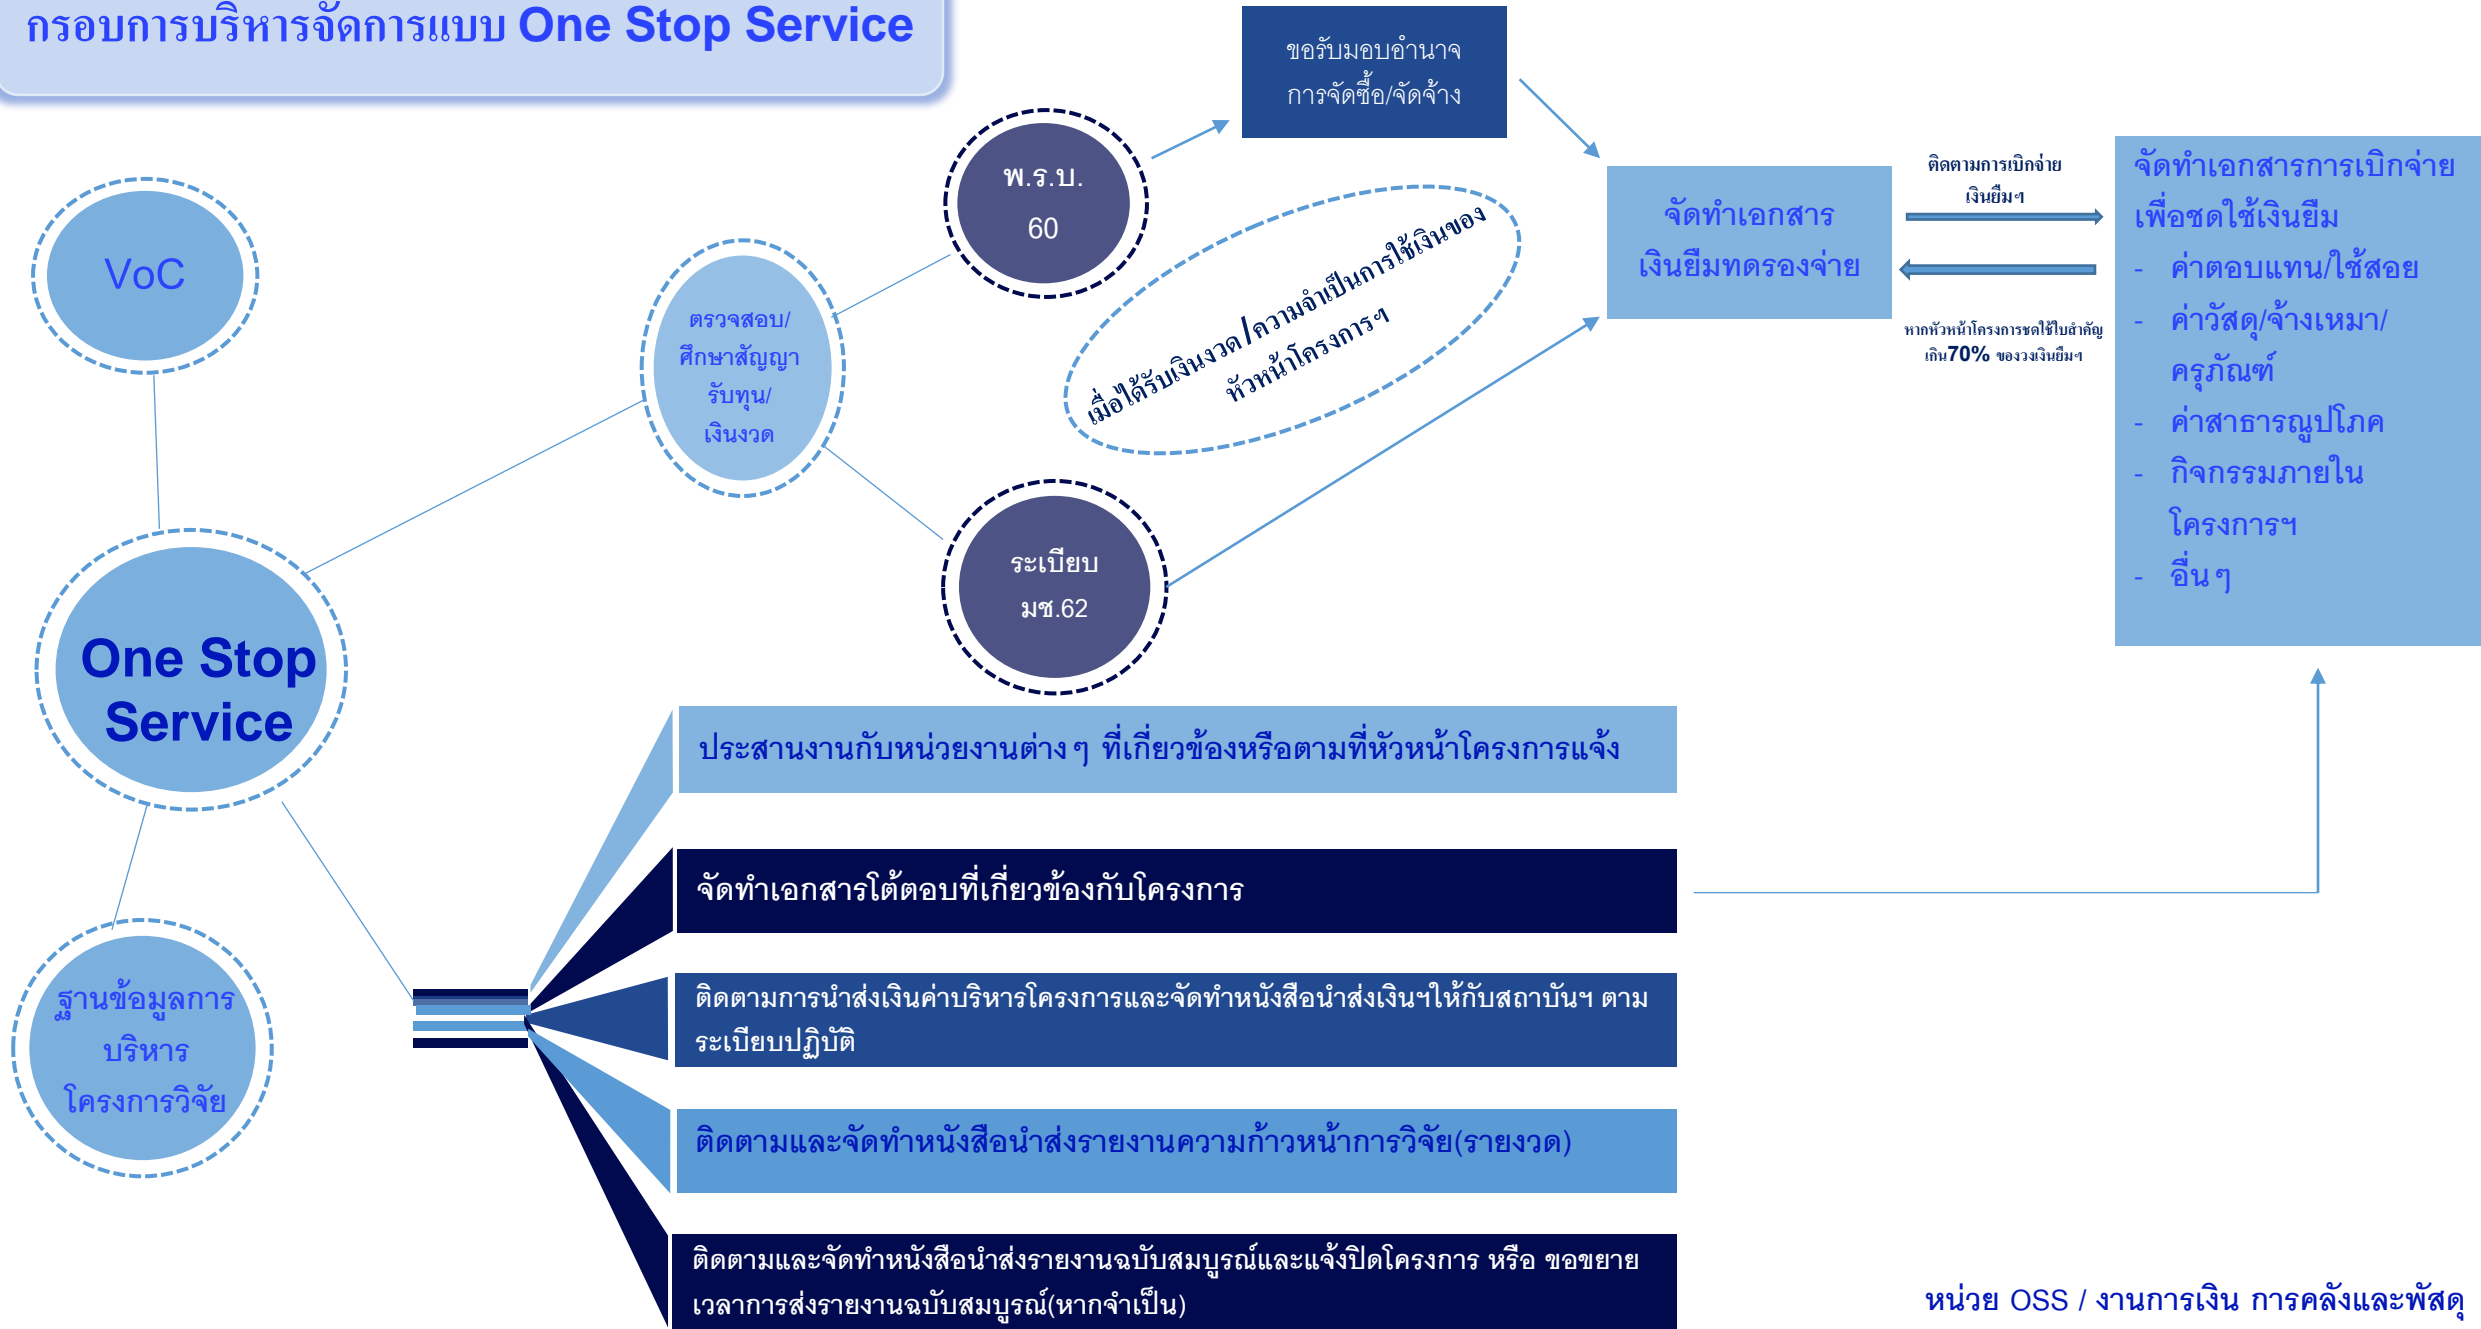 กรอบการบริหารจัดการแบบ One Stop Service
ขอรับมอบอำนาจ
การจัดซื้อ/จัดจ้าง
พ.ร.บ.
60
VoC
ตรวจสอบ/
ศึกษาสัญญา
รับทุน/
เงินงวด
เมื่อได้รับเงินงวด/ความจำเป็นการใช้เงินของ
หัวหน้าโครงการฯ
จัดทำเอกสาร
เงินยืมทดรองจ่าย
ติดตามการเบิกจ่าย
เงินยืมฯ
หากหัวหน้าโครงการชดใช้ใบสำคัญ
เกิน70% ของวงเงินยืมฯ
จัดทำเอกสารการเบิกจ่าย
เพื่อชดใช้เงินยืม
- ค่าตอบแทน/ใช้สอย
- ค่าวัสดุ/จ้างเหมา/
ครุภัณฑ์
- ค่าสาธารณูปโภค
- กิจกรรมภายใน
โครงการฯ
- อื่นๆ
ระเบียบ
มช.62
One Stop
Service
ประสานงานกับหน่วยงานต่างๆ ที่เกี่ยวข้องหรือตามที่หัวหน้าโครงการแจ้ง
จัดทำเอกสารโต้ตอบที่เกี่ยวข้องกับโครงการ
ติดตามการนำส่งเงินค่าบริหารโครงการและจัดทำหนังสือนำส่งเงินฯให้กับสถาบันฯ ตาม
ระเบียบปฏิบัติ
ติดตามและจัดทำหนังสือนำส่งรายงานความก้าวหน้าการวิจัย(รายงวด)
ติดตามและจัดทำหนังสือนำส่งรายงานฉบับสมบูรณ์และแจ้งปิดโครงการ หรือ ขอขยาย
เวลาการส่งรายงานฉบับสมบูรณ์(หากจำเป็น)
ฐานข้อมูลการ
บริหาร
โครงการวิจัย
หน่วย OSS / งานการเงิน การคลังและพัสดุ